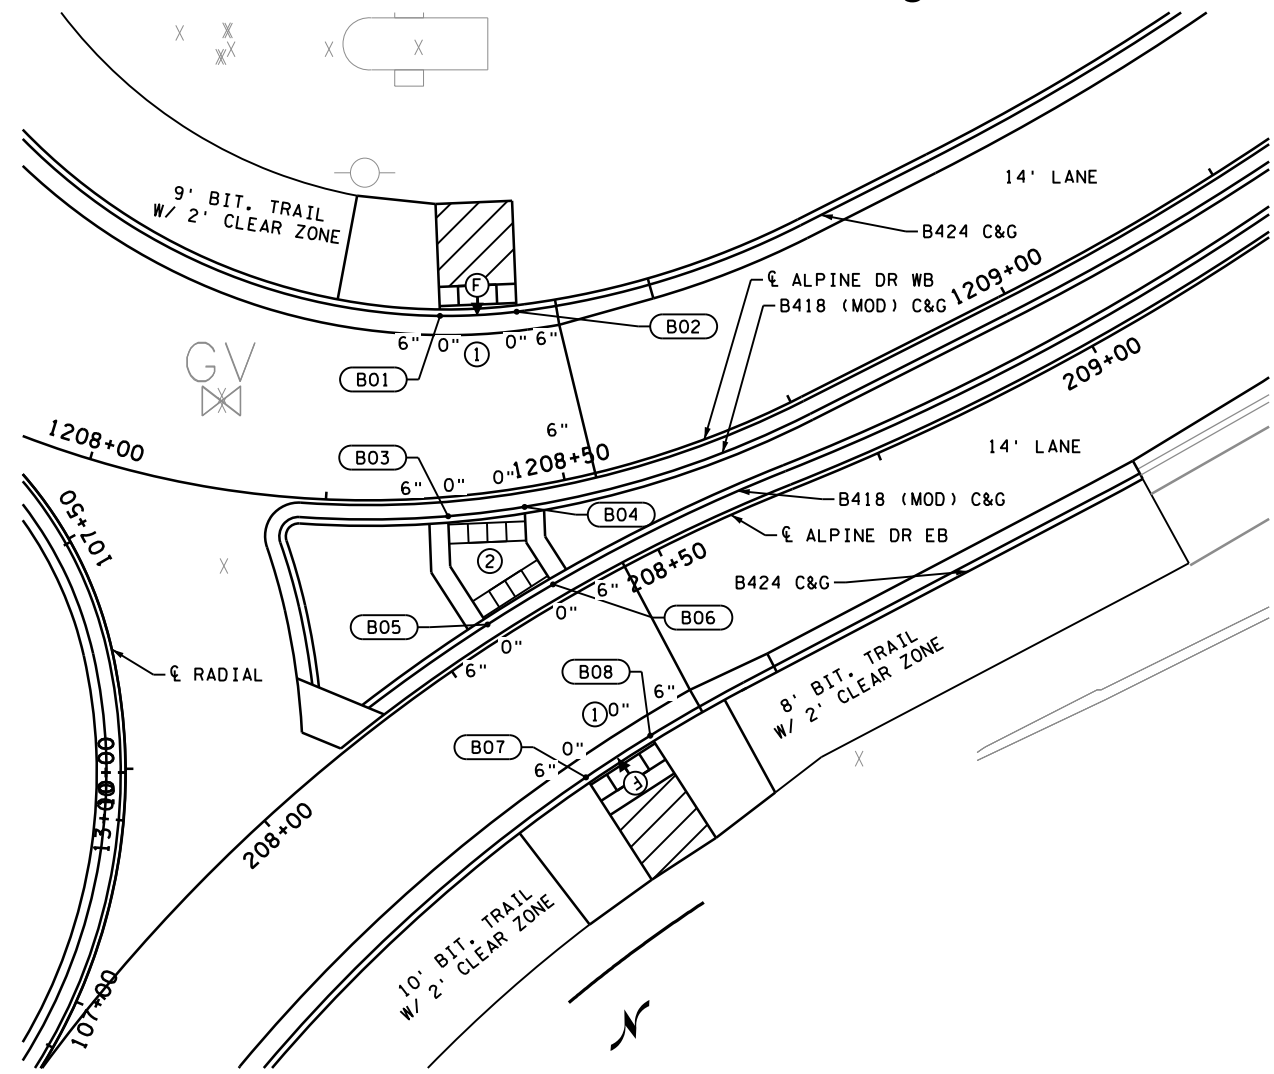 9' BIT. TRAIL
W/ 2' CLEAR ZONE
14' LANE
B424 C&G
℄ ALPINE DR WB
B418 (MOD) C&G
1209+00
209+00
F
B02
6" 0" 0" 6"
1
B01
GV
1208+00
6"
B03
1208+50
6" 0" 0"
14' LANE
B418 (MOD) C&G
B04
℄ ALPINE DR EB
107+50
2
208+50
B424 C&G
6"
0"
B06
B05
0"
6"
℄ RADIAL
B08
6"
1
0"
8' BIT. TRAIL
W/ 2' CLEAR ZONE
B07
0"
6"
F
208+00
10' BIT. TRAIL
W/ 2' CLEAR ZONE
107+00
N